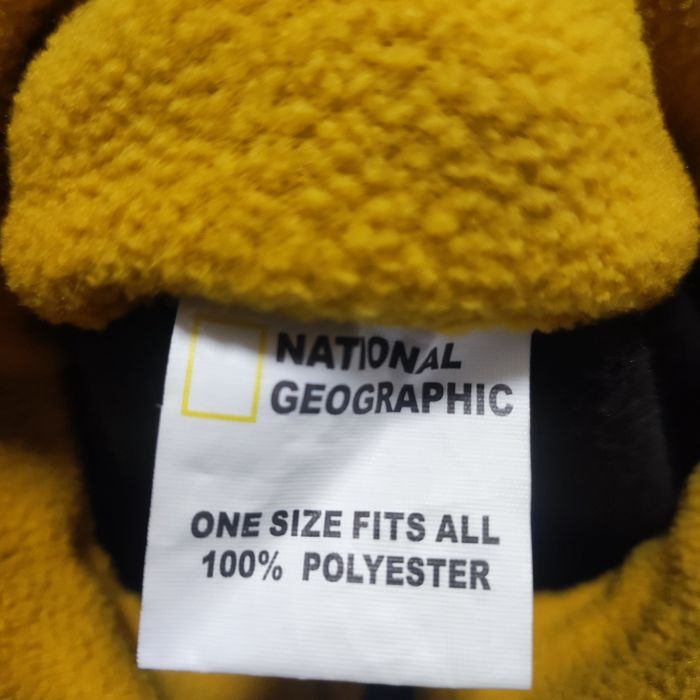 NATIONAL
GEOGRAPHIC
ONE SIZE FITS ALL
100% POLYESTER